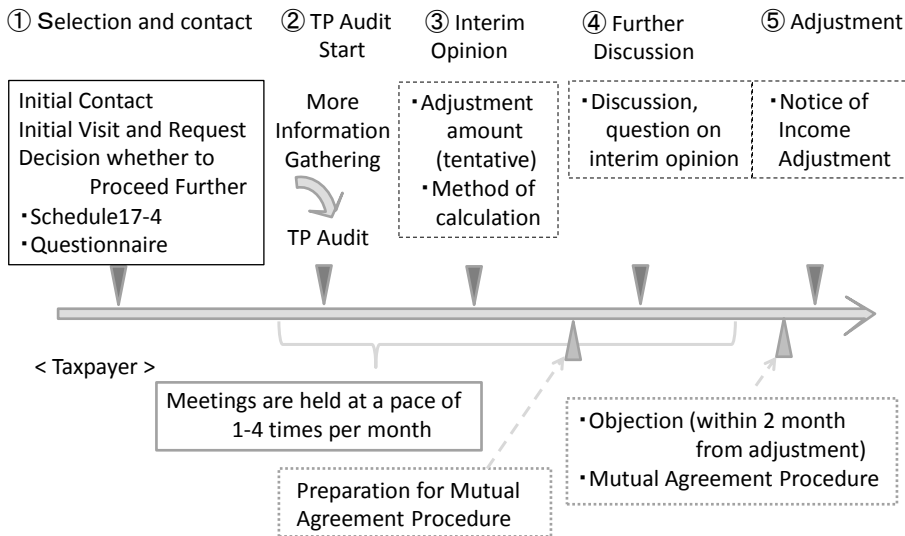 ① Selection and contact
② TP Audit
Start
③ Interim
Opinion
④ Further
Discussion
⑤ Adjustment
Initial Contact
Initial Visit and Request
Decision whether to
Proceed Further
・Schedule17-4
・Questionnaire
More
Information
Gathering
TP Audit
・Adjustment
amount
(tentative)
・Method of
calculation
・Discussion,
question on
interim opinion
・Notice of
Income
Adjustment
< Taxpayer >
Meetings are held at a pace of
1-4 times per month
Preparation for Mutual
Agreement Procedure
・Objection (within 2 month
from adjustment)
・Mutual Agreement Procedure